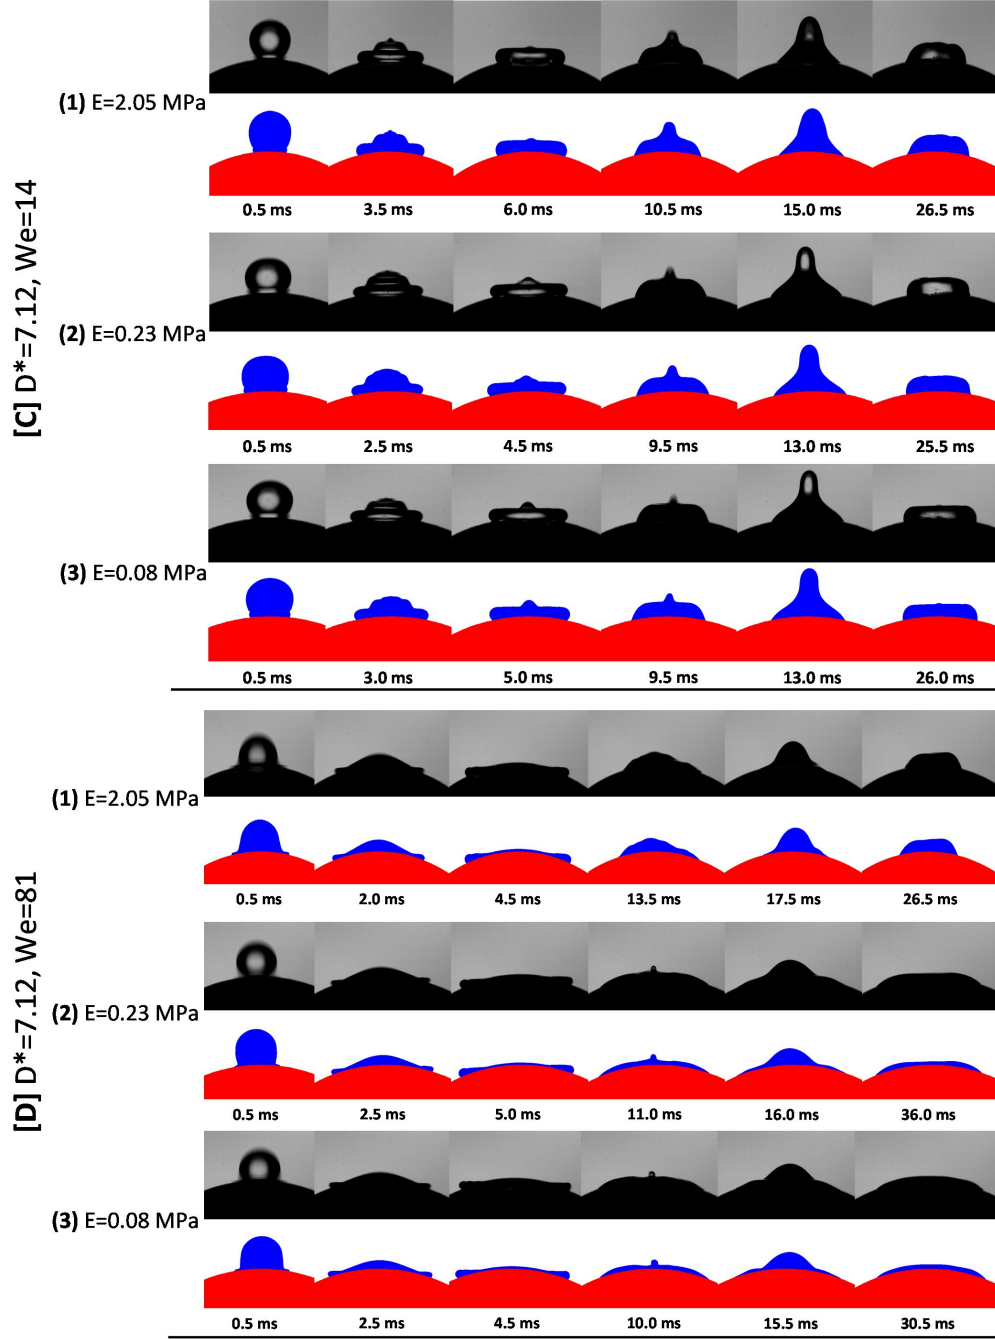 [C] D*=7.12, We=14
(1) E=2.05 MPa
0.5 ms 3.5 ms 6.0 ms 10.5 ms 15.0 ms 26.5 ms
(2) E=0.23 MPa
0.5 ms 2.5 ms 4.5 ms 9.5 ms 13.0 ms 25.5 ms
(3) E=0.08 MPa
0.5 ms 3.0 ms 5.0 ms 9.5 ms 13.0 ms 26.0 ms
[D] D*=7.12, We=81
(1) E=2.05 MPa
0.5 ms 2.0 ms 4.5 ms 13.5 ms 17.5 ms 26.5 ms
(2) E=0.23 MPa
0.5 ms 2.5 ms 5.0 ms 11.0 ms 16.0 ms 36.0 ms
(3) E=0.08 MPa
0.5 ms 2.5 ms 4.5 ms 10.0 ms 15.5 ms 30.5 ms